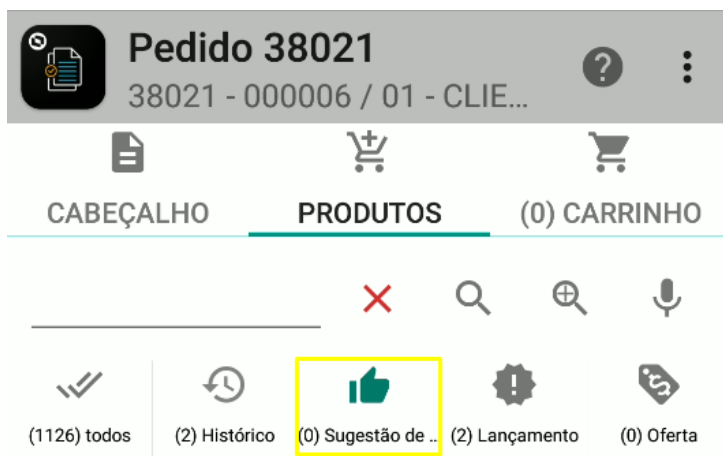 Pedido 38021
38021 - 000006 / 01 - CLIE...
CABEÇALHO PRODUTOS (0) CARRINHO
(1126) todos (2) Histórico (0) Sugestão de .. (2) Lançamento (0) Oferta